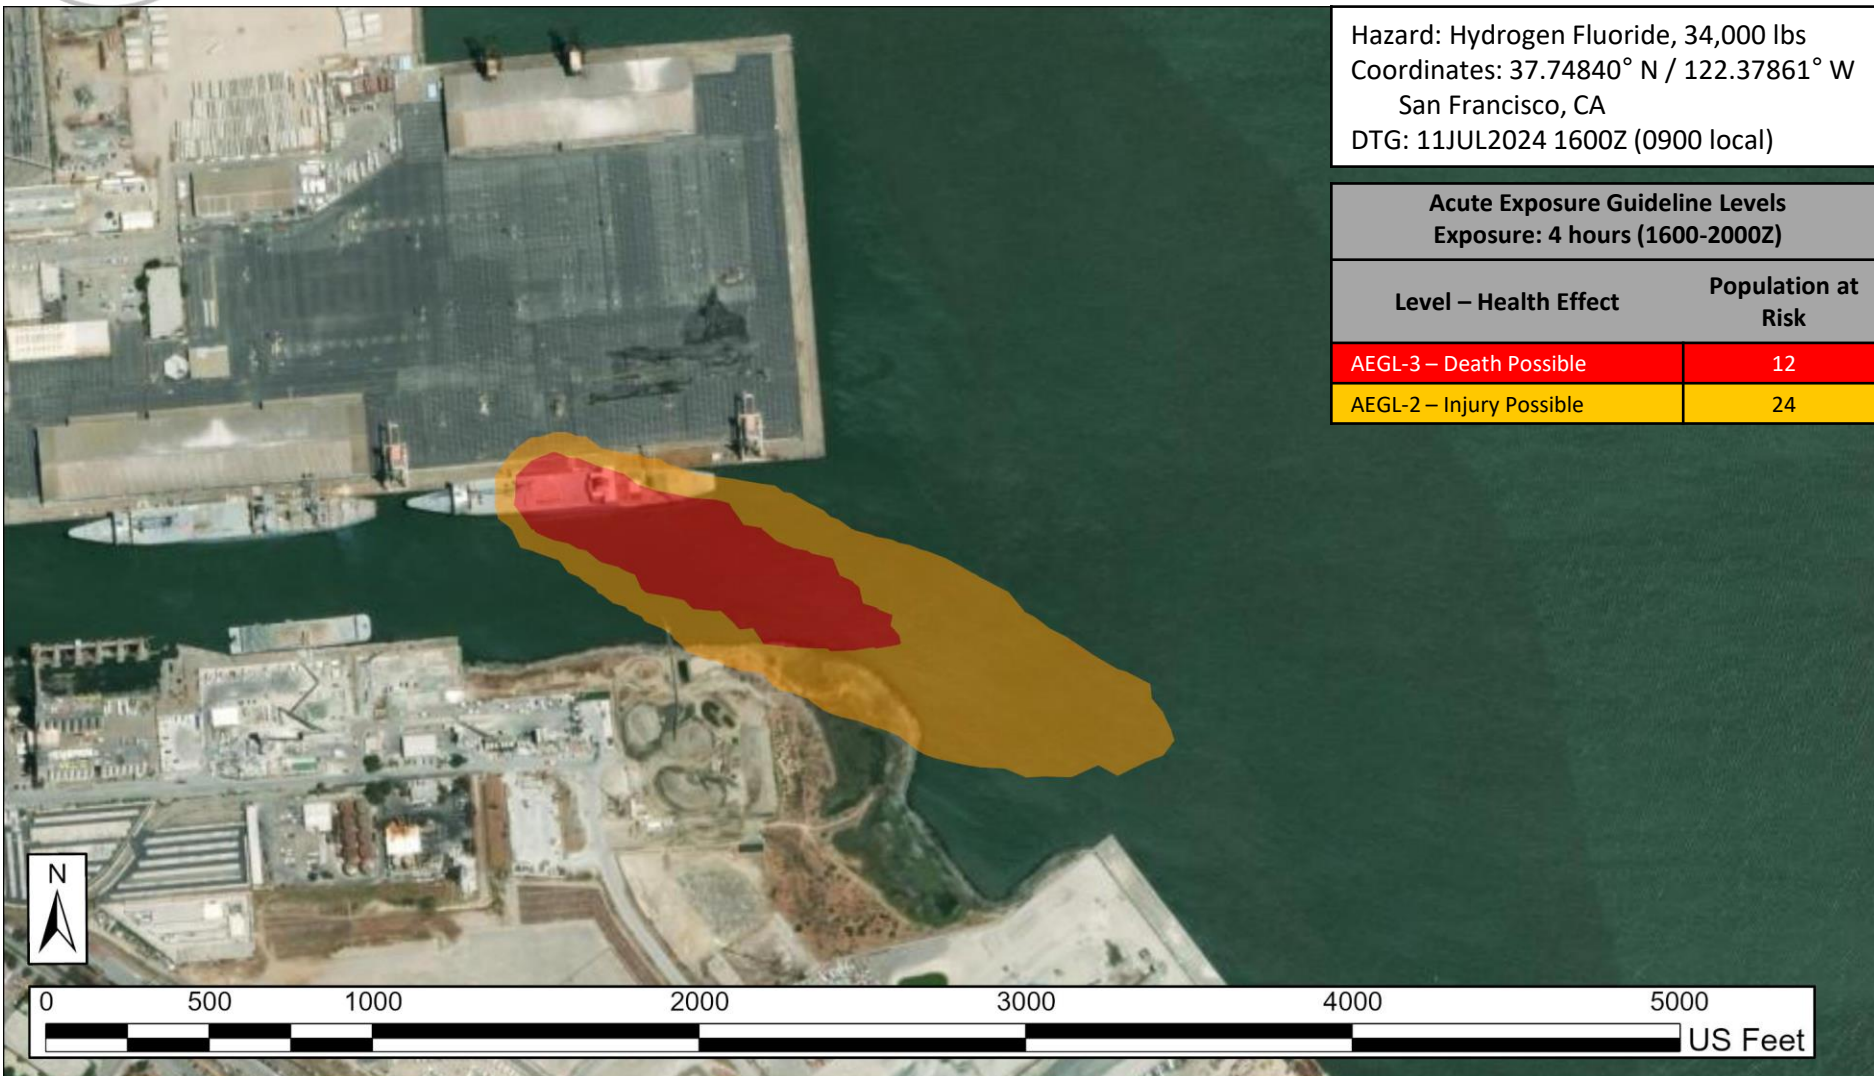 Hazard: Hydrogen Fluoride, 34,000 lbs
Coordinates: 37.74840° N / 122.37861° W
San Francisco, CA
DTG: 11JUL2024 1600Z (0900 local)
Acute Exposure Guideline Levels
Exposure: 4 hours (1600-2000Z)
Level – Health Effect
Population at
Risk
AEGL-3 – Death Possible 12
AEGL-2 – Injury Possible 24
N
0 500 1000 2000 3000 4000 5000
US Feet